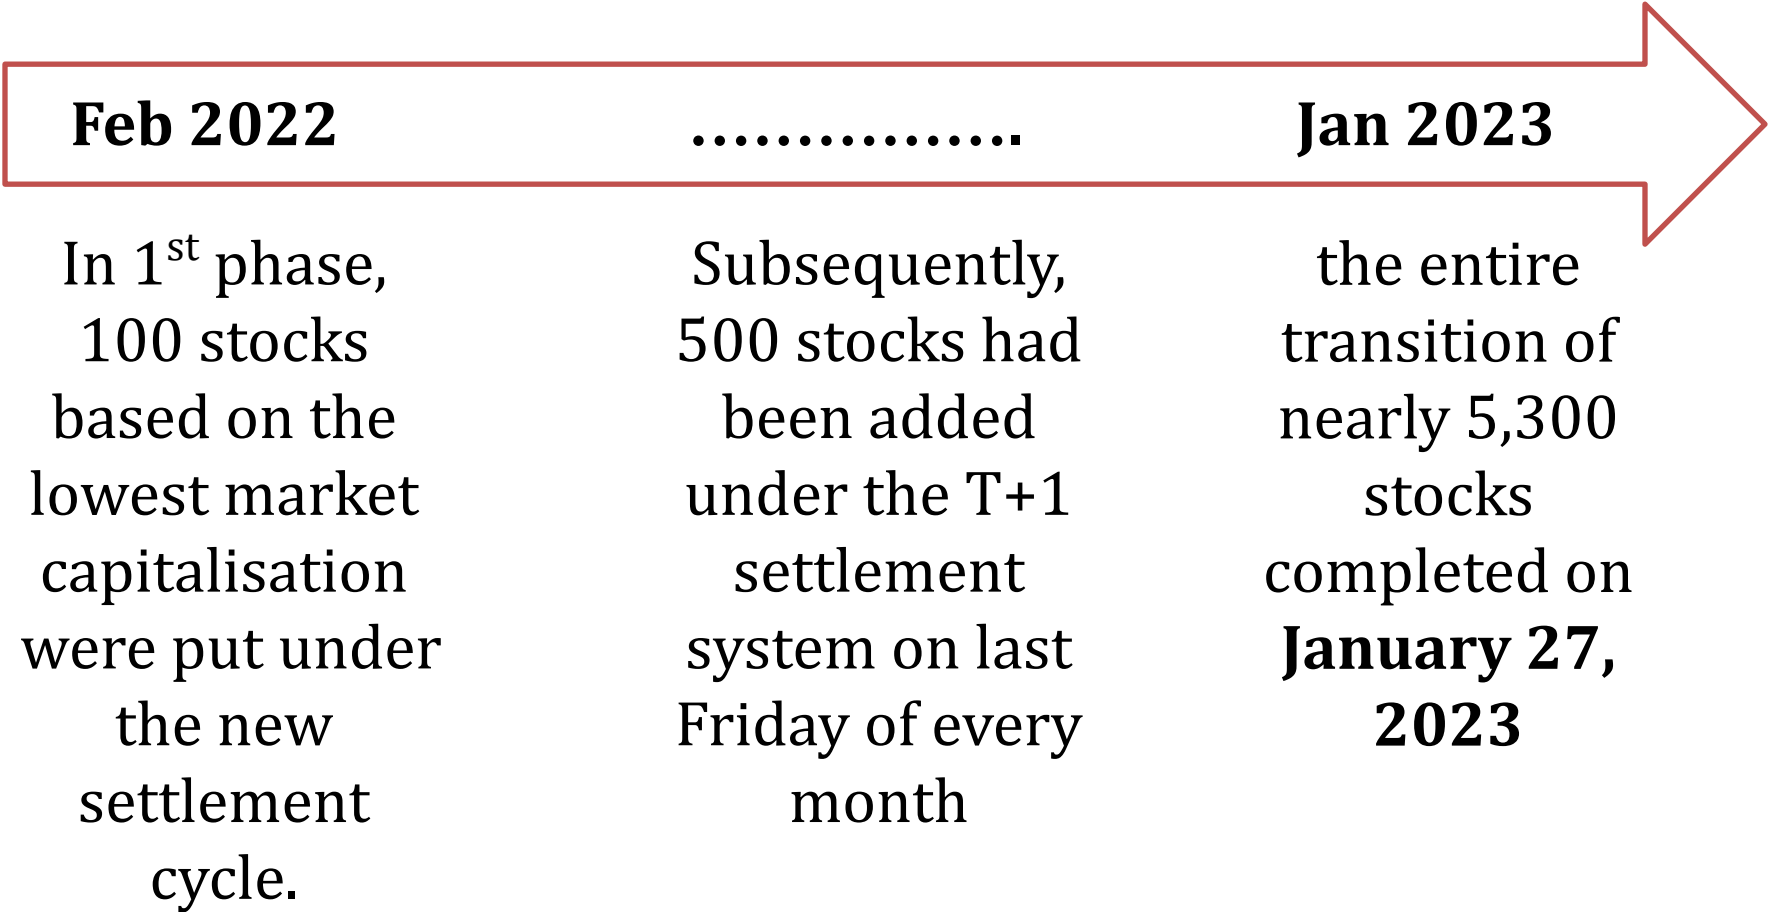 Feb 2022
…………….
Jan 2023
In 1st phase,
100 stocks
based on the
lowest market
capitalisation
were put under
the new
settlement
cycle.
Subsequently,
500 stocks had
been added
under the T+1
settlement
system on last
Friday of every
month
the entire
transition of
nearly 5,300
stocks
completed on
January 27,
2023